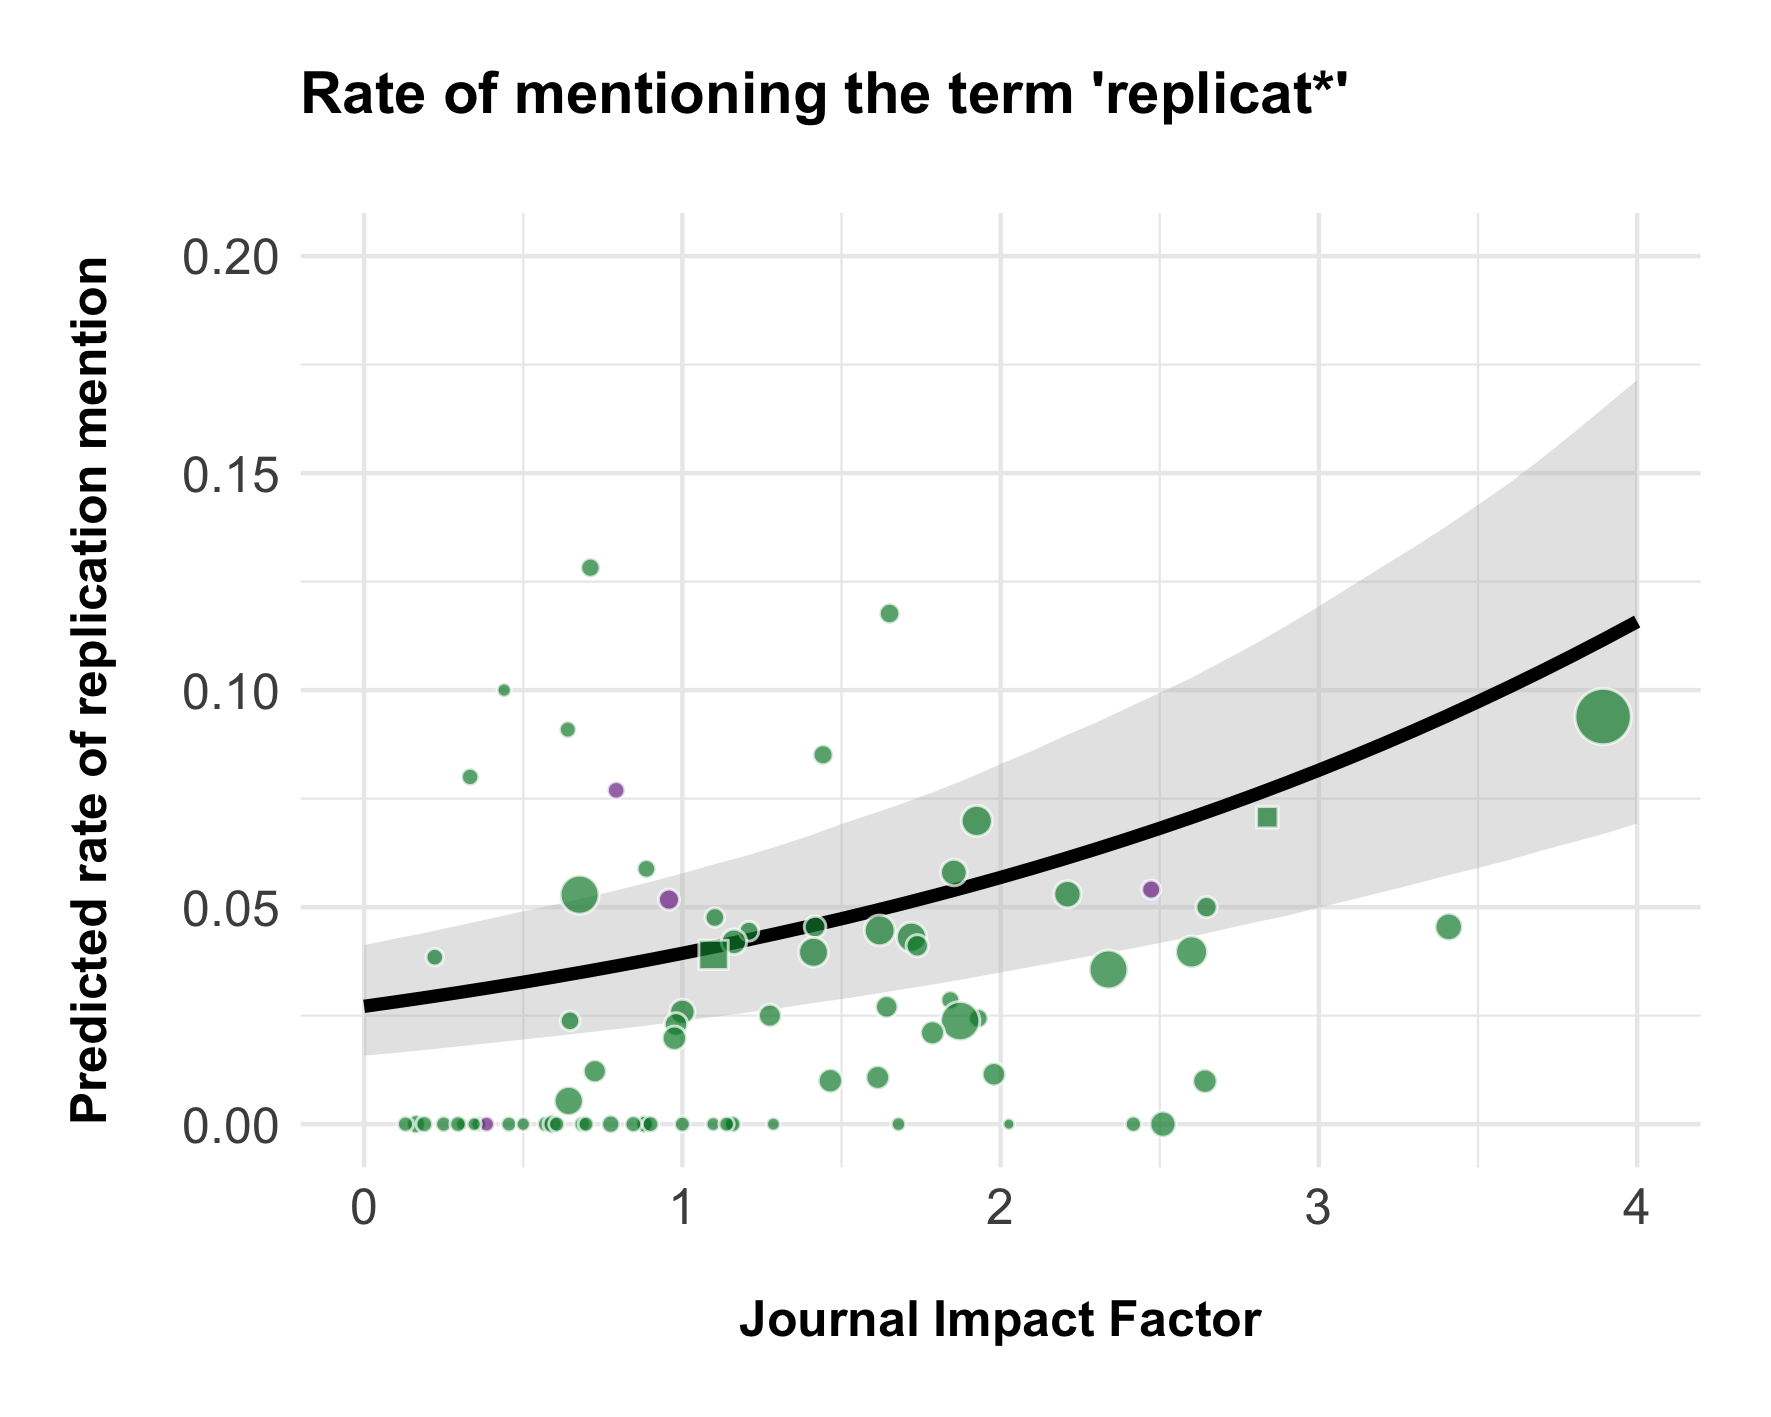 Rate of mentioning the term 'replicat*'
Predicted rate of replication mention
0.20
0.15
0.10
0.05
0.00
0 1 2 3 4
Journal Impact Factor